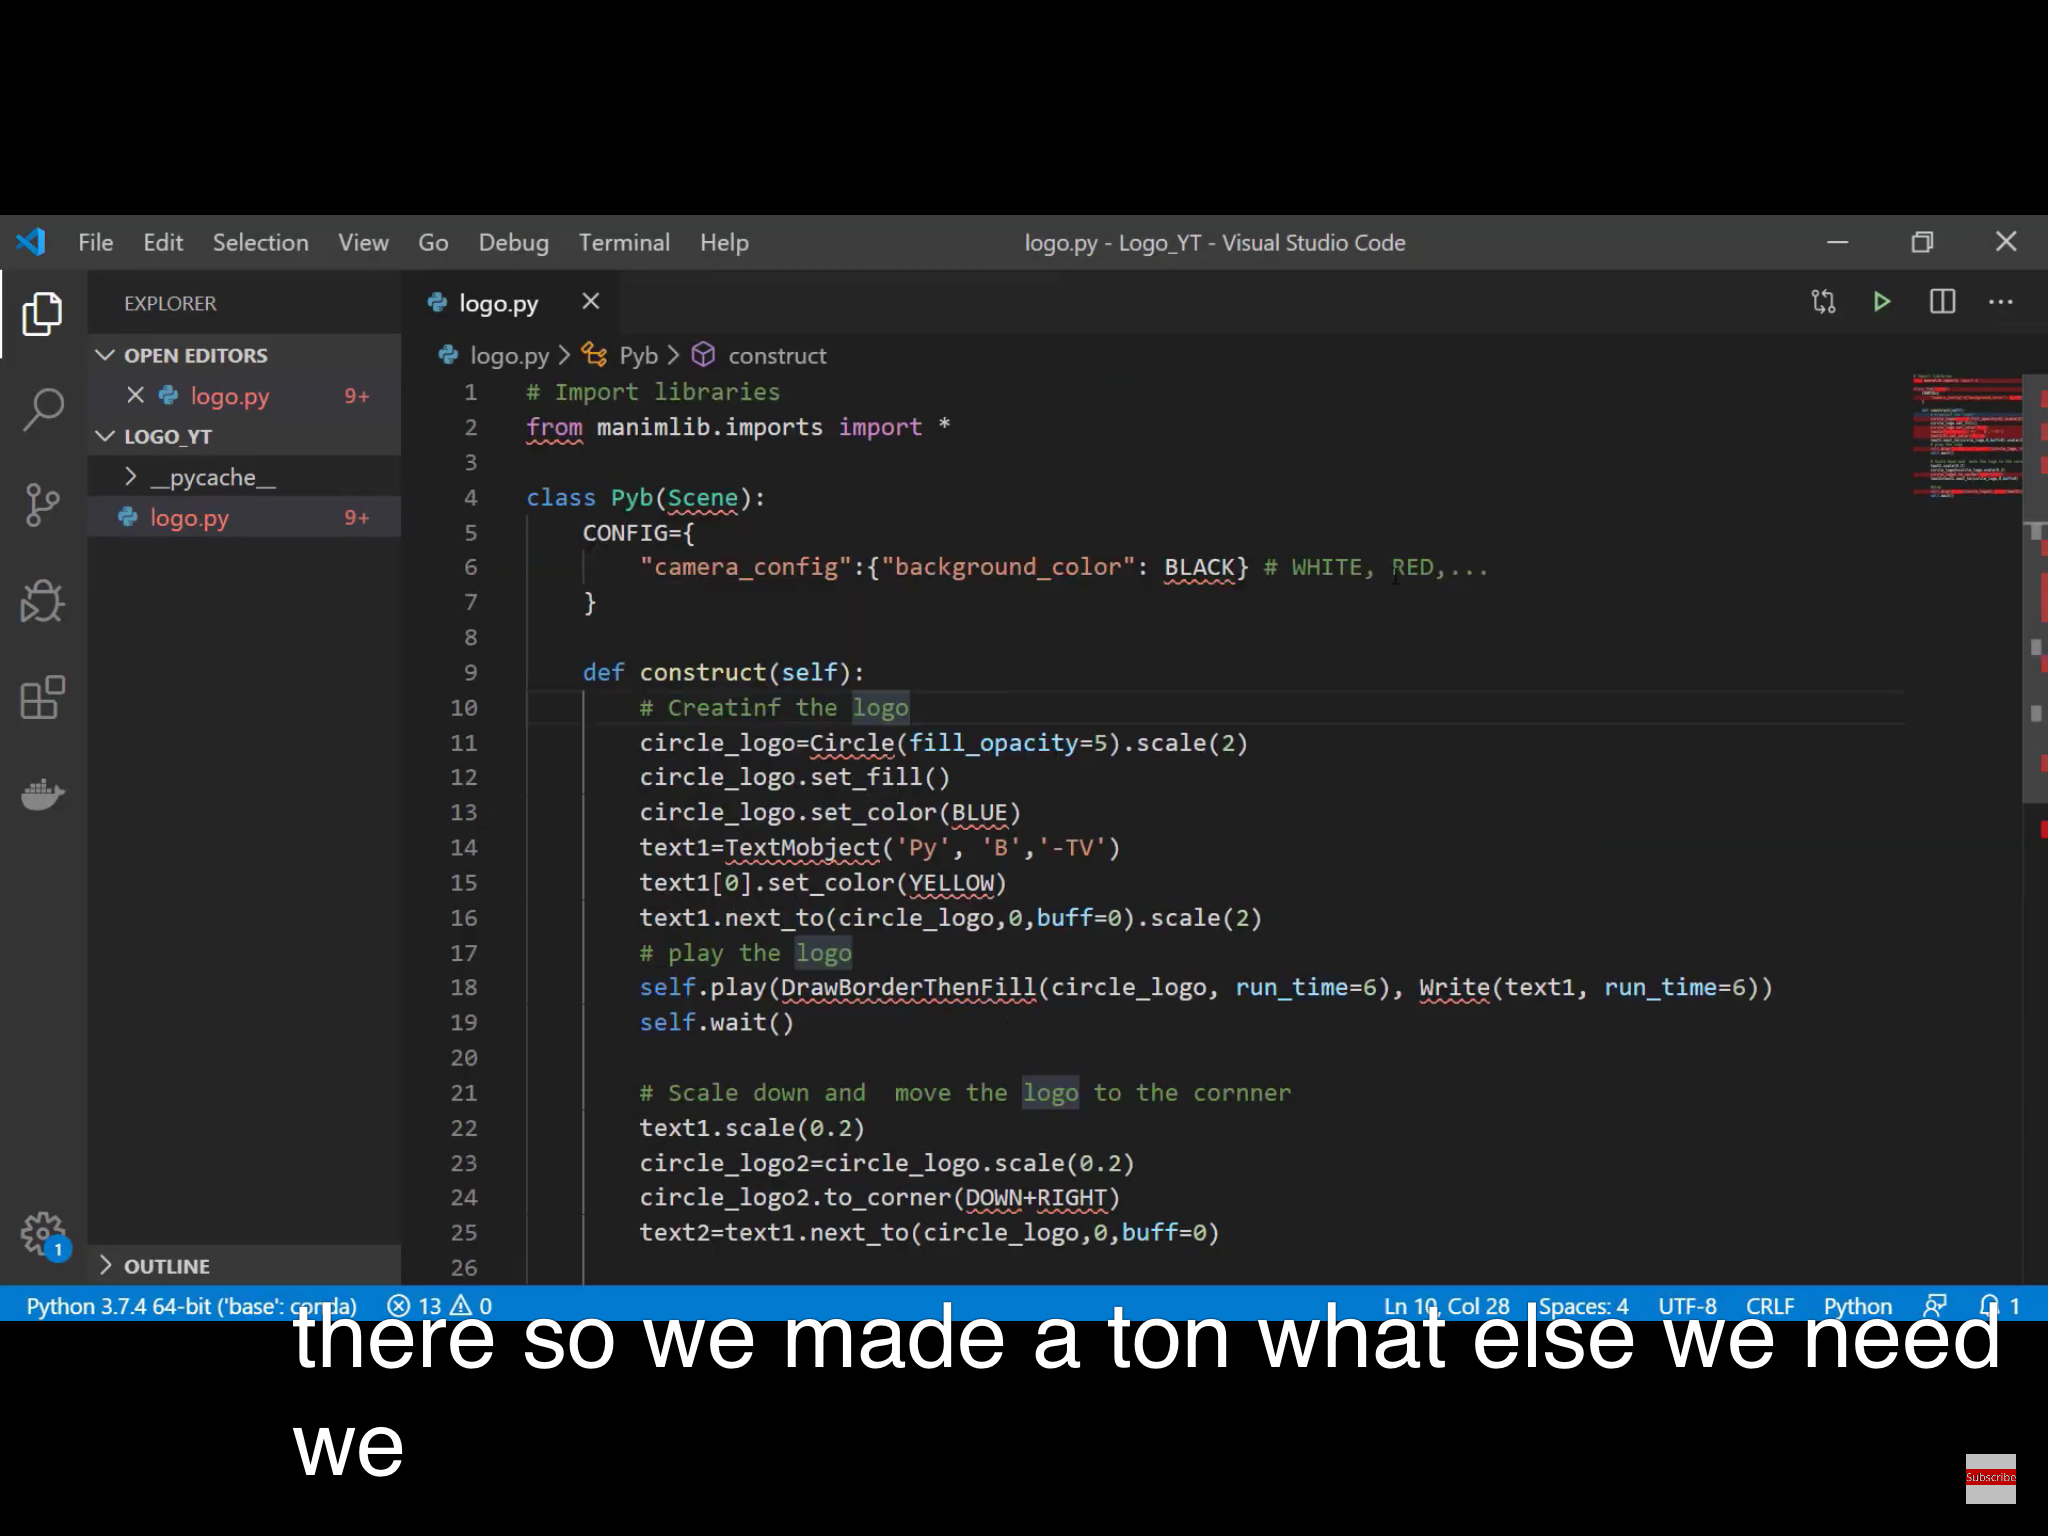 File Edit Selection View Go Debug Terminal Help logo.py - Logo_YT - Visual Studio Code
EXPLORER
OPEN EDITORS
logo.py 9+
LOGO_YT
__pycache__
logo.py 9+
OUTLINE
logo.py
logo.py > Pyb > construct
1 # Import libraries
2 from manimlib.imports import *
3
4 class Pyb(Scene):
5 CONFIG={
6 "camera_config":{"background_color": BLACK} # WHITE, RED,...
7 }
8
9 def construct(self):
10 # Creatinf the logo
11 circle_logo=Circle(fill_opacity=5).scale(2)
12 circle_logo.set_fill()
13 circle_logo.set_color(BLUE)
14 text1=TextMobject('Py', 'B','-TV')
15 text1[0].set_color(YELLOW)
16 text1.next_to(circle_logo,0,buff=0).scale(2)
17 # play the logo
18 self.play(DrawBorderThenFill(circle_logo, run_time=6), Write(text1, run_time=6))
19 self.wait()
20
21 # Scale down and  move the logo to the cornner
22 text1.scale(0.2)
23 circle_logo2=circle_logo.scale(0.2)
24 circle_logo2.to_corner(DOWN+RIGHT)
25 text2=text1.next_to(circle_logo,0,buff=0)
26
1
Python 3.7.4 64-bit ('base': conda) 13 0 Ln 10, Col 28 Spaces: 4 UTF-8 CRLF Python 1
there so we made a ton what else we need
we
Subscribe